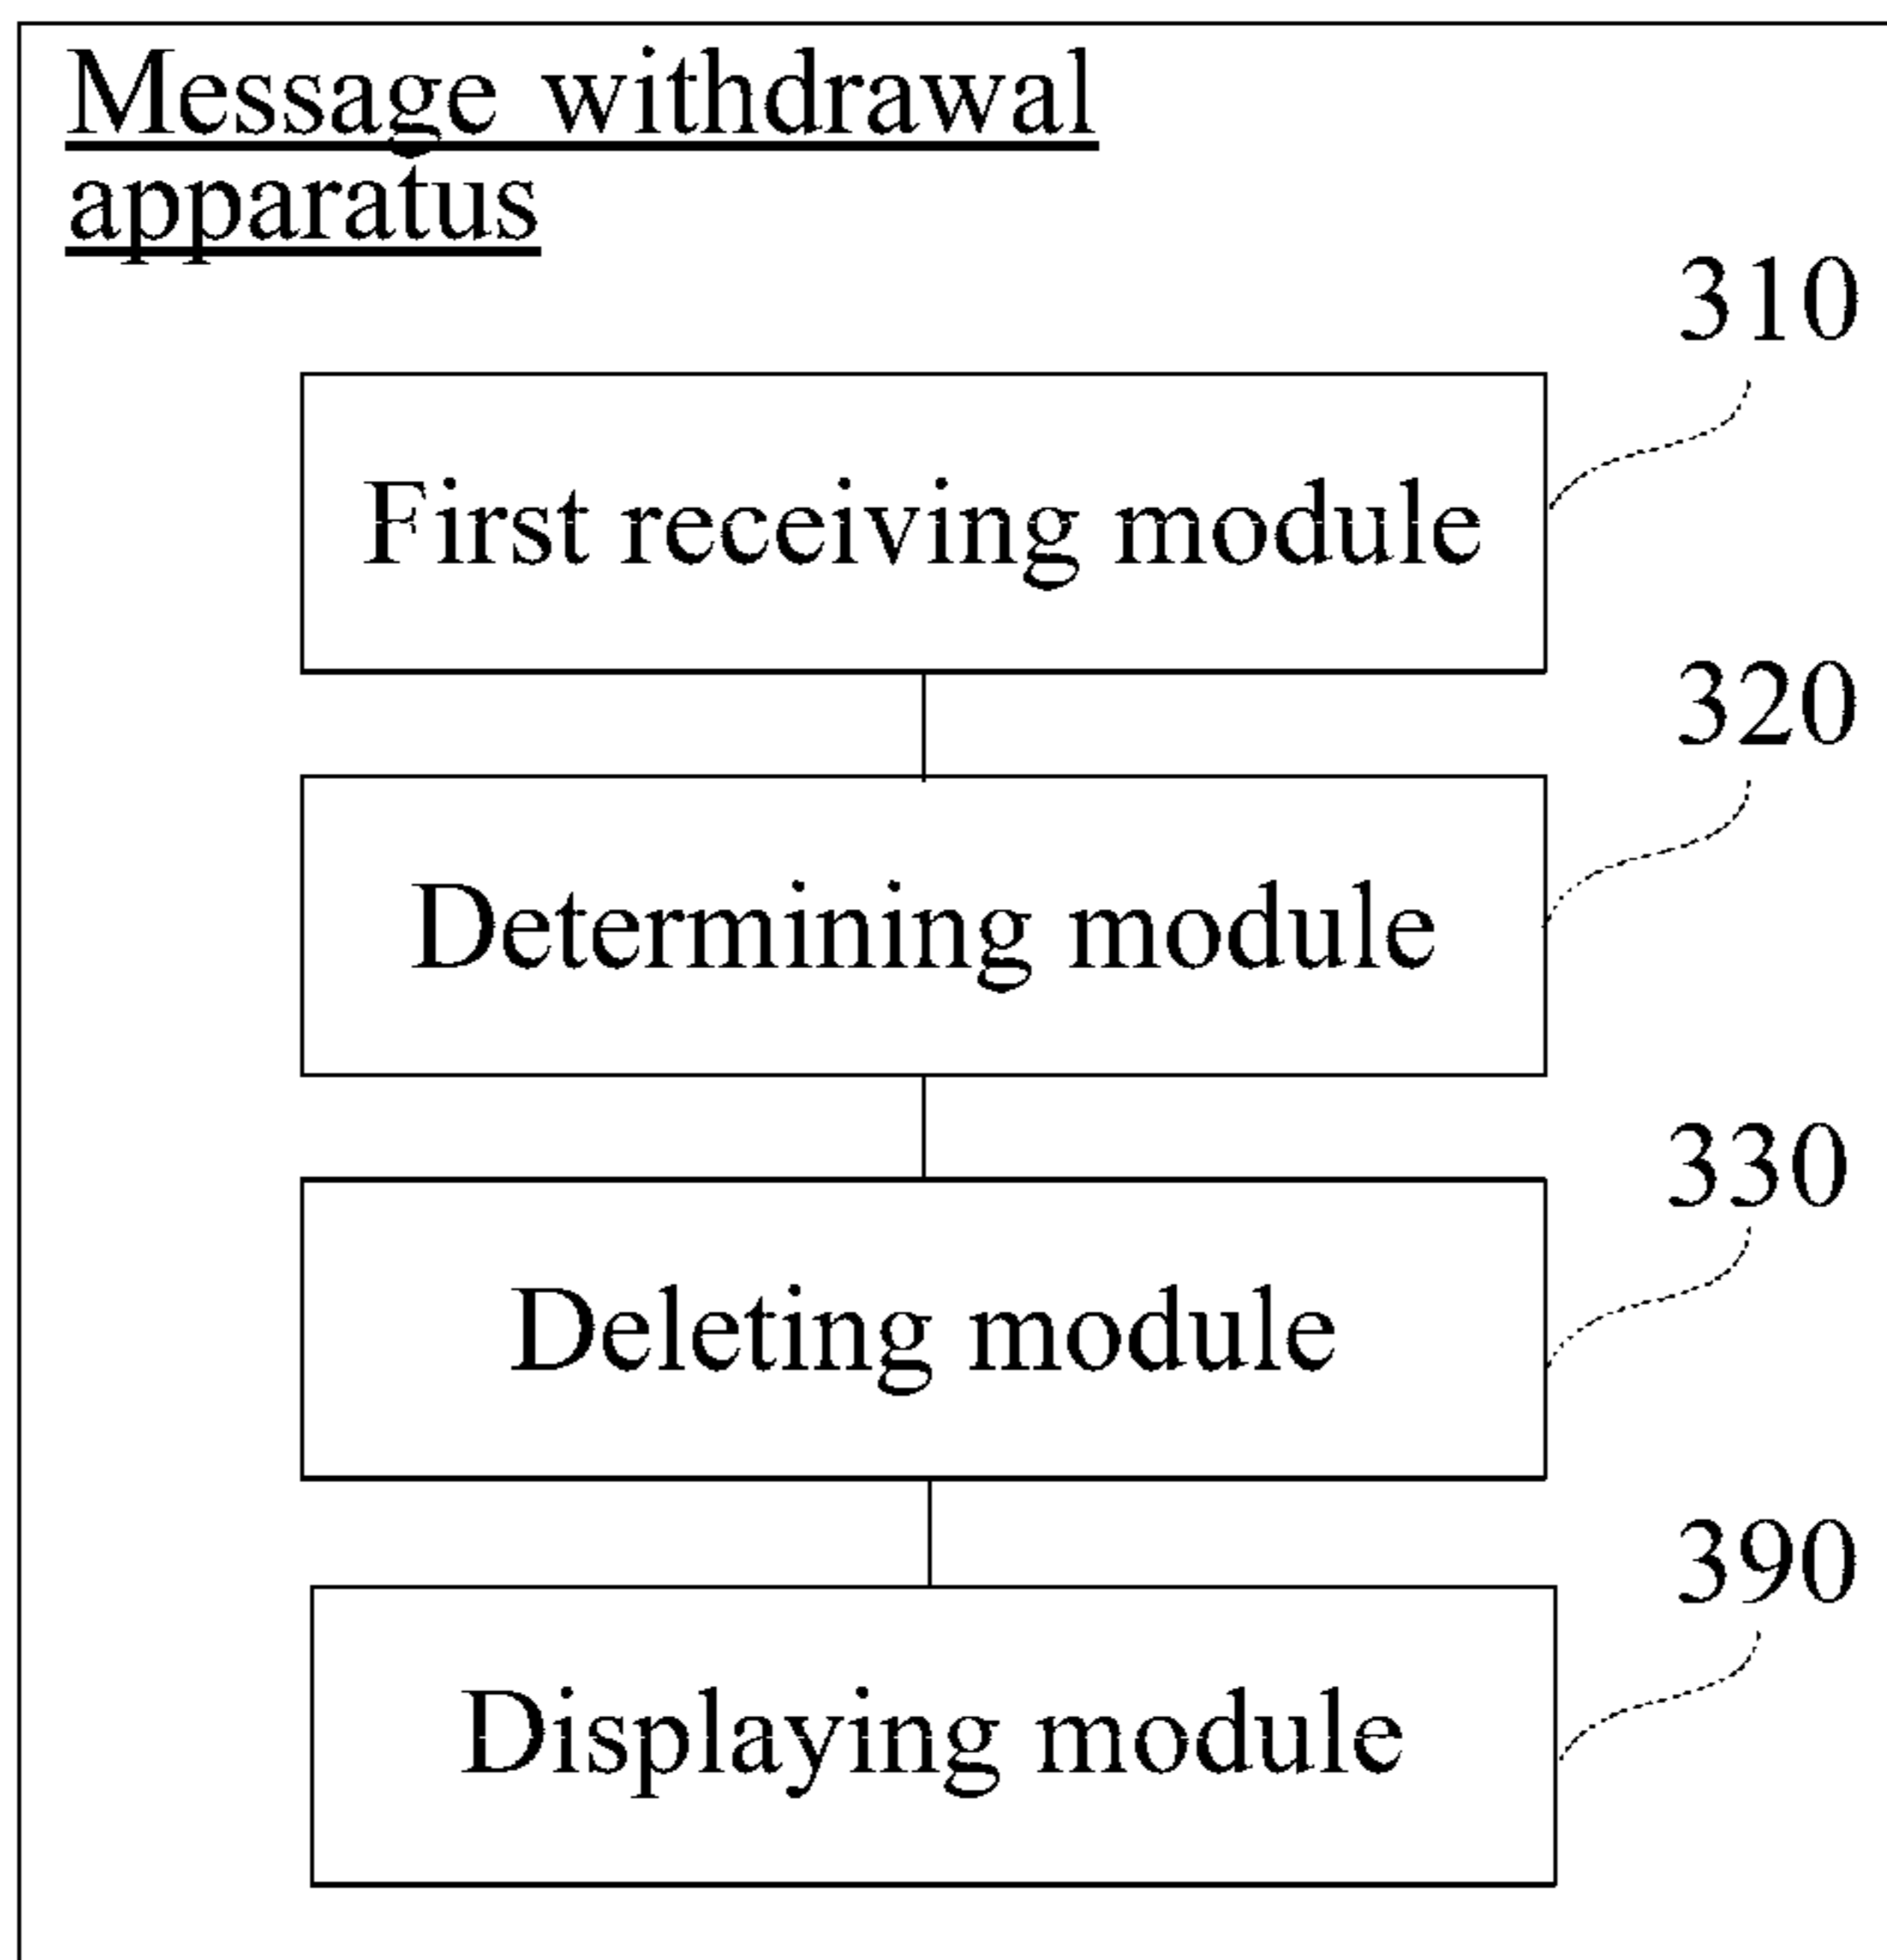 Message withdrawal
apparatus
310
First receiving module
320
Determining module
330
Deleting module
390
Displaying module